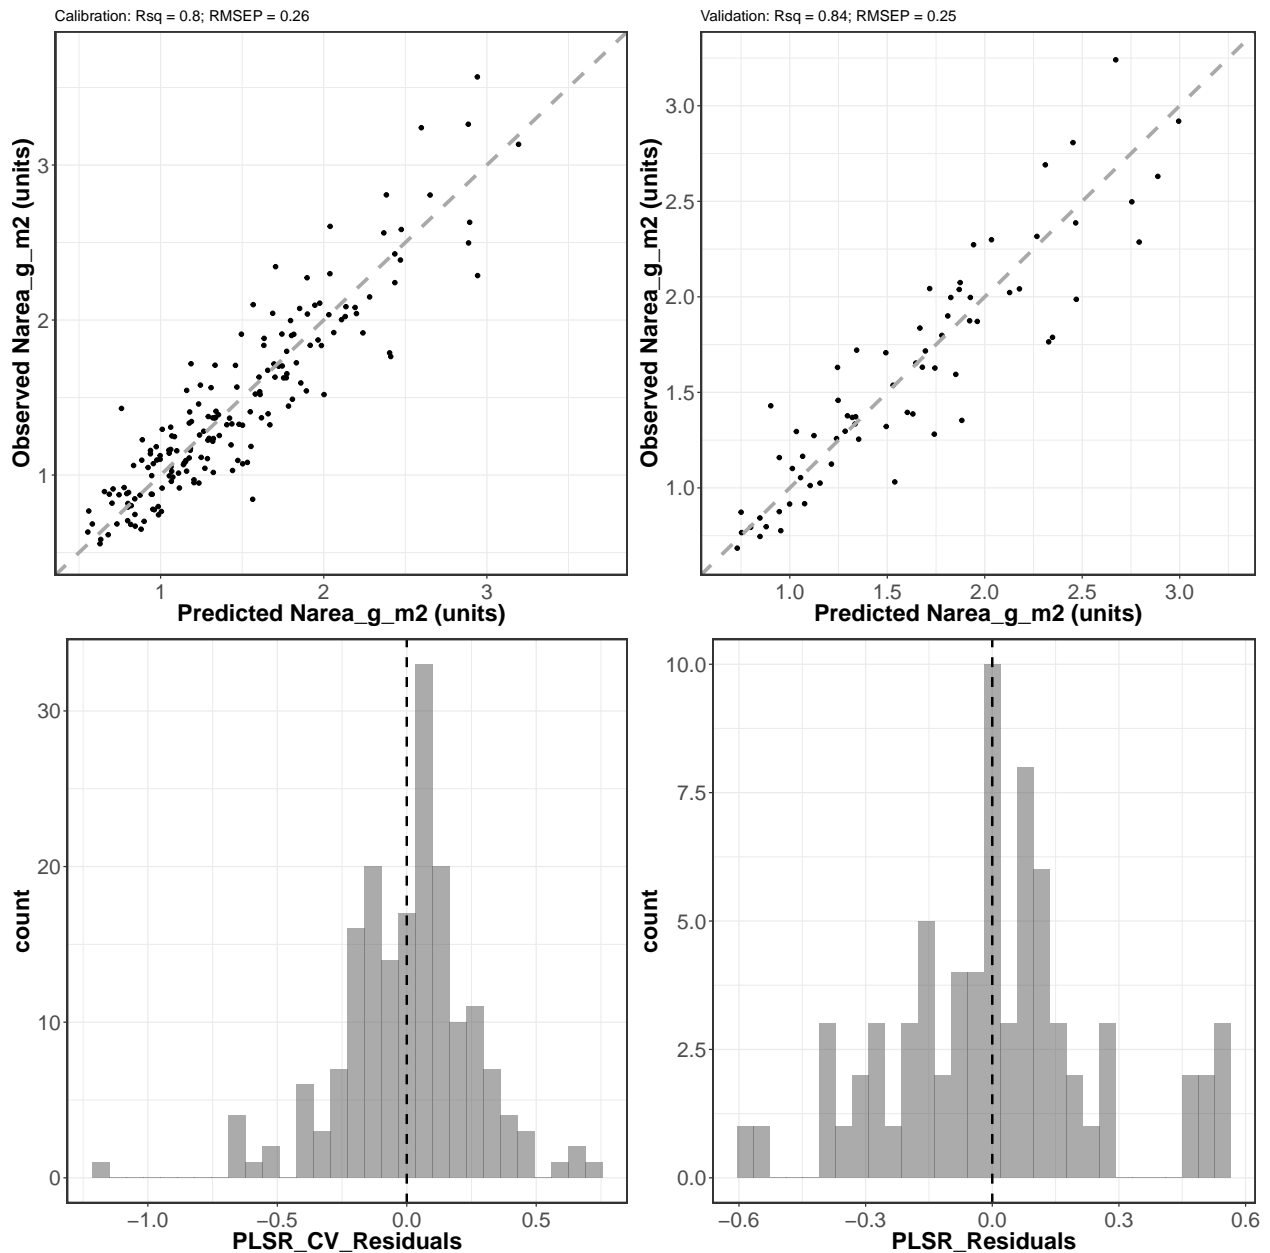 Calibration: Rsq = 0.8; RMSEP = 0.26
Observed Narea_g_m2 (units)
3
2
1
1 2 3
Predicted Narea_g_m2 (units)
Validation: Rsq = 0.84; RMSEP = 0.25
Observed Narea_g_m2 (units)
3.0
2.5
2.0
1.5
1.0
1.0 1.5 2.0 2.5 3.0
Predicted Narea_g_m2 (units)
count
30
20
10
0
−1.0 −0.5 0.0 0.5
PLSR_CV_Residuals
count
10.0
7.5
5.0
2.5
0.0
−0.6 −0.3 0.0 0.3 0.6
PLSR_Residuals